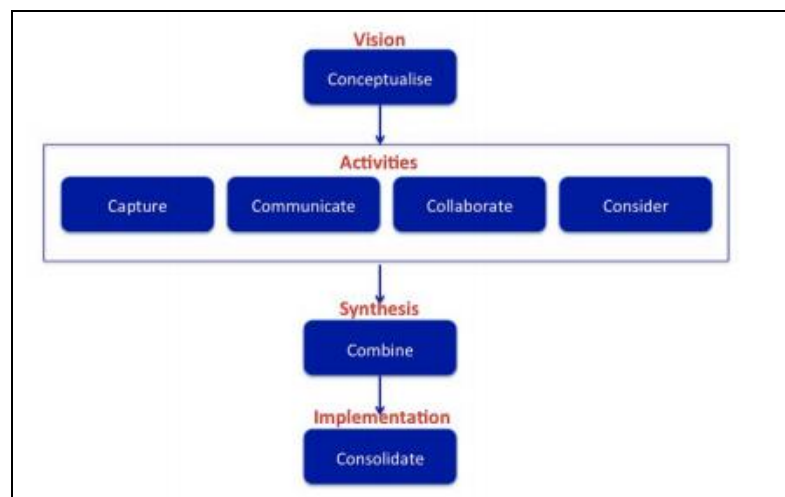 Vision
Conceptualise
Activities
Capture
Communicate
Collaborate
Consider
Synthesis
Combine
Implementation
Consolidate